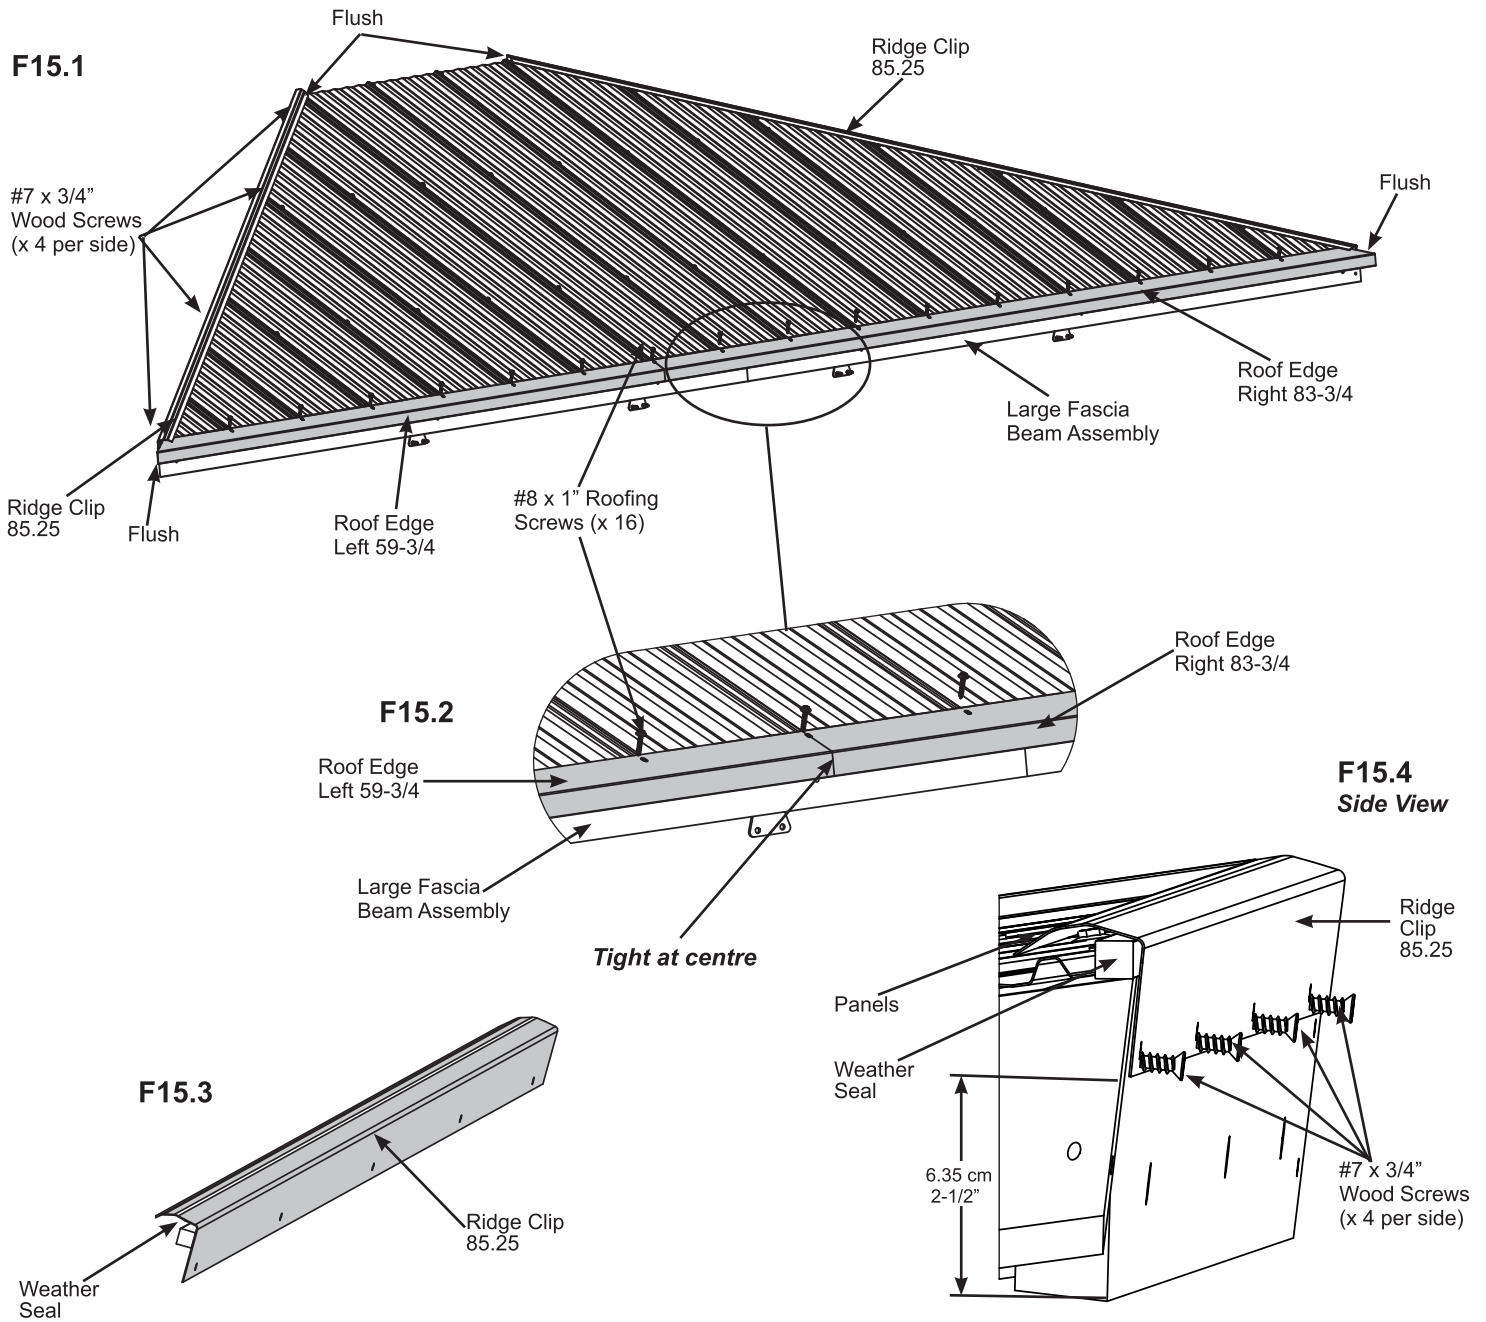 Flush
F15.1
Ridge Clip
85.25
Flush
#7 x 3/4”
Wood Screws
(x 4 per side)
Roof Edge
Right 83-3/4
Large Fascia
Beam Assembly
Ridge Clip
85.25
Flush
Roof Edge
Left 59-3/4
#8 x 1” Roofing
Screws (x 16)
Roof Edge
Right 83-3/4
F15.2
Roof Edge
Left 59-3/4
Large Fascia
Beam Assembly
Tight at centre
F15.4
Side View
Ridge
Clip
85.25
Panels
Weather
Seal
6.35 cm
2-1/2”
#7 x 3/4”
Wood Screws
(x 4 per side)
F15.3
Ridge Clip
85.25
Weather
Seal